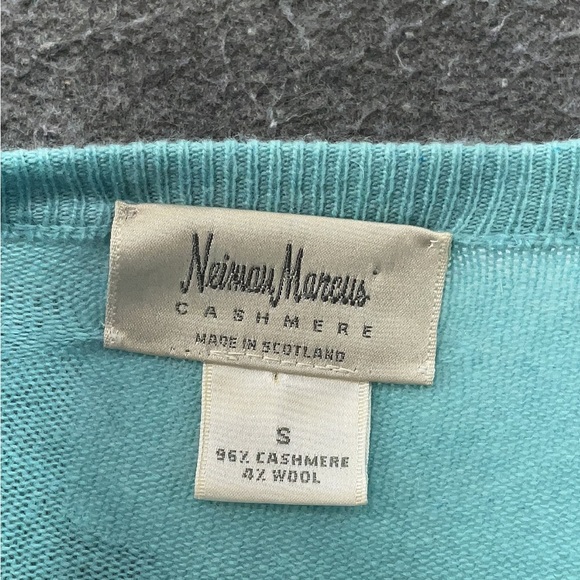 Neiman Marcus
CASHMERE
MADE IN SCOTLAND
S
96% CASHMERE
4% WOOL